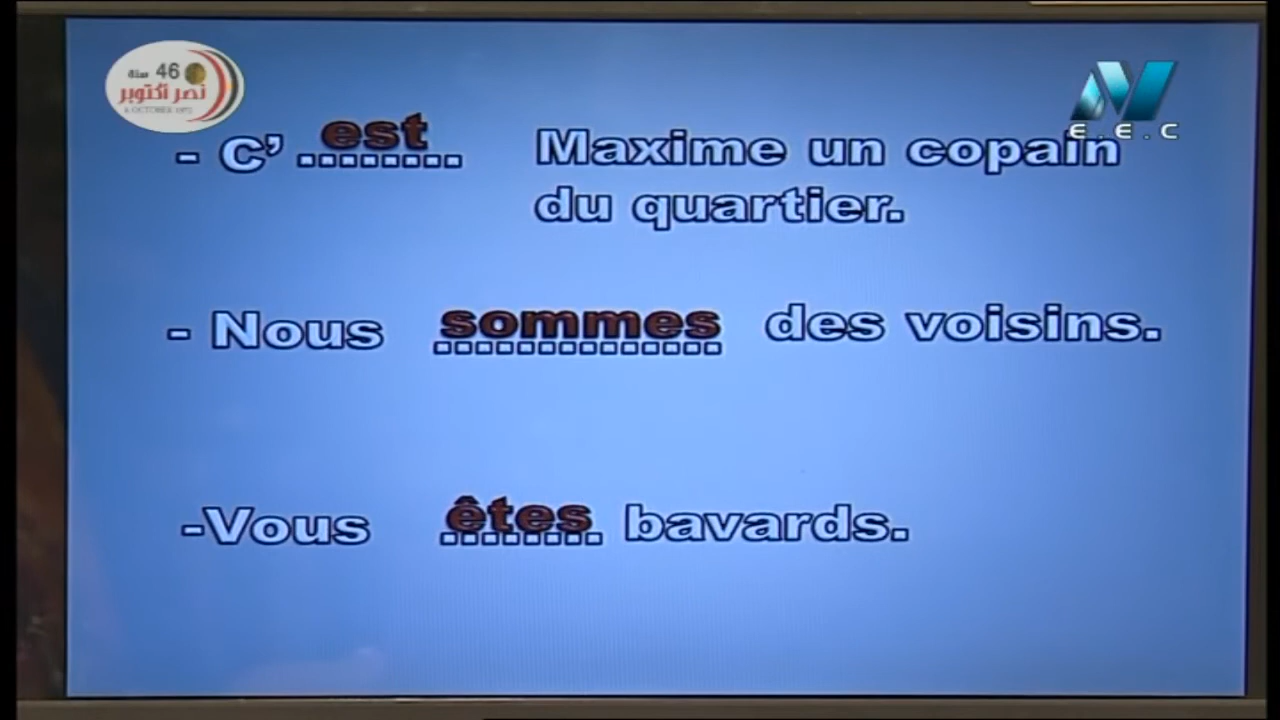 46 سنة
نصر أكتوبر
6 OCTOBER 1973
E.E.C
- C' est ........ Maxime un copain
du quartier.
- Nous sommes des voisins.
-Vous êtes bavards.